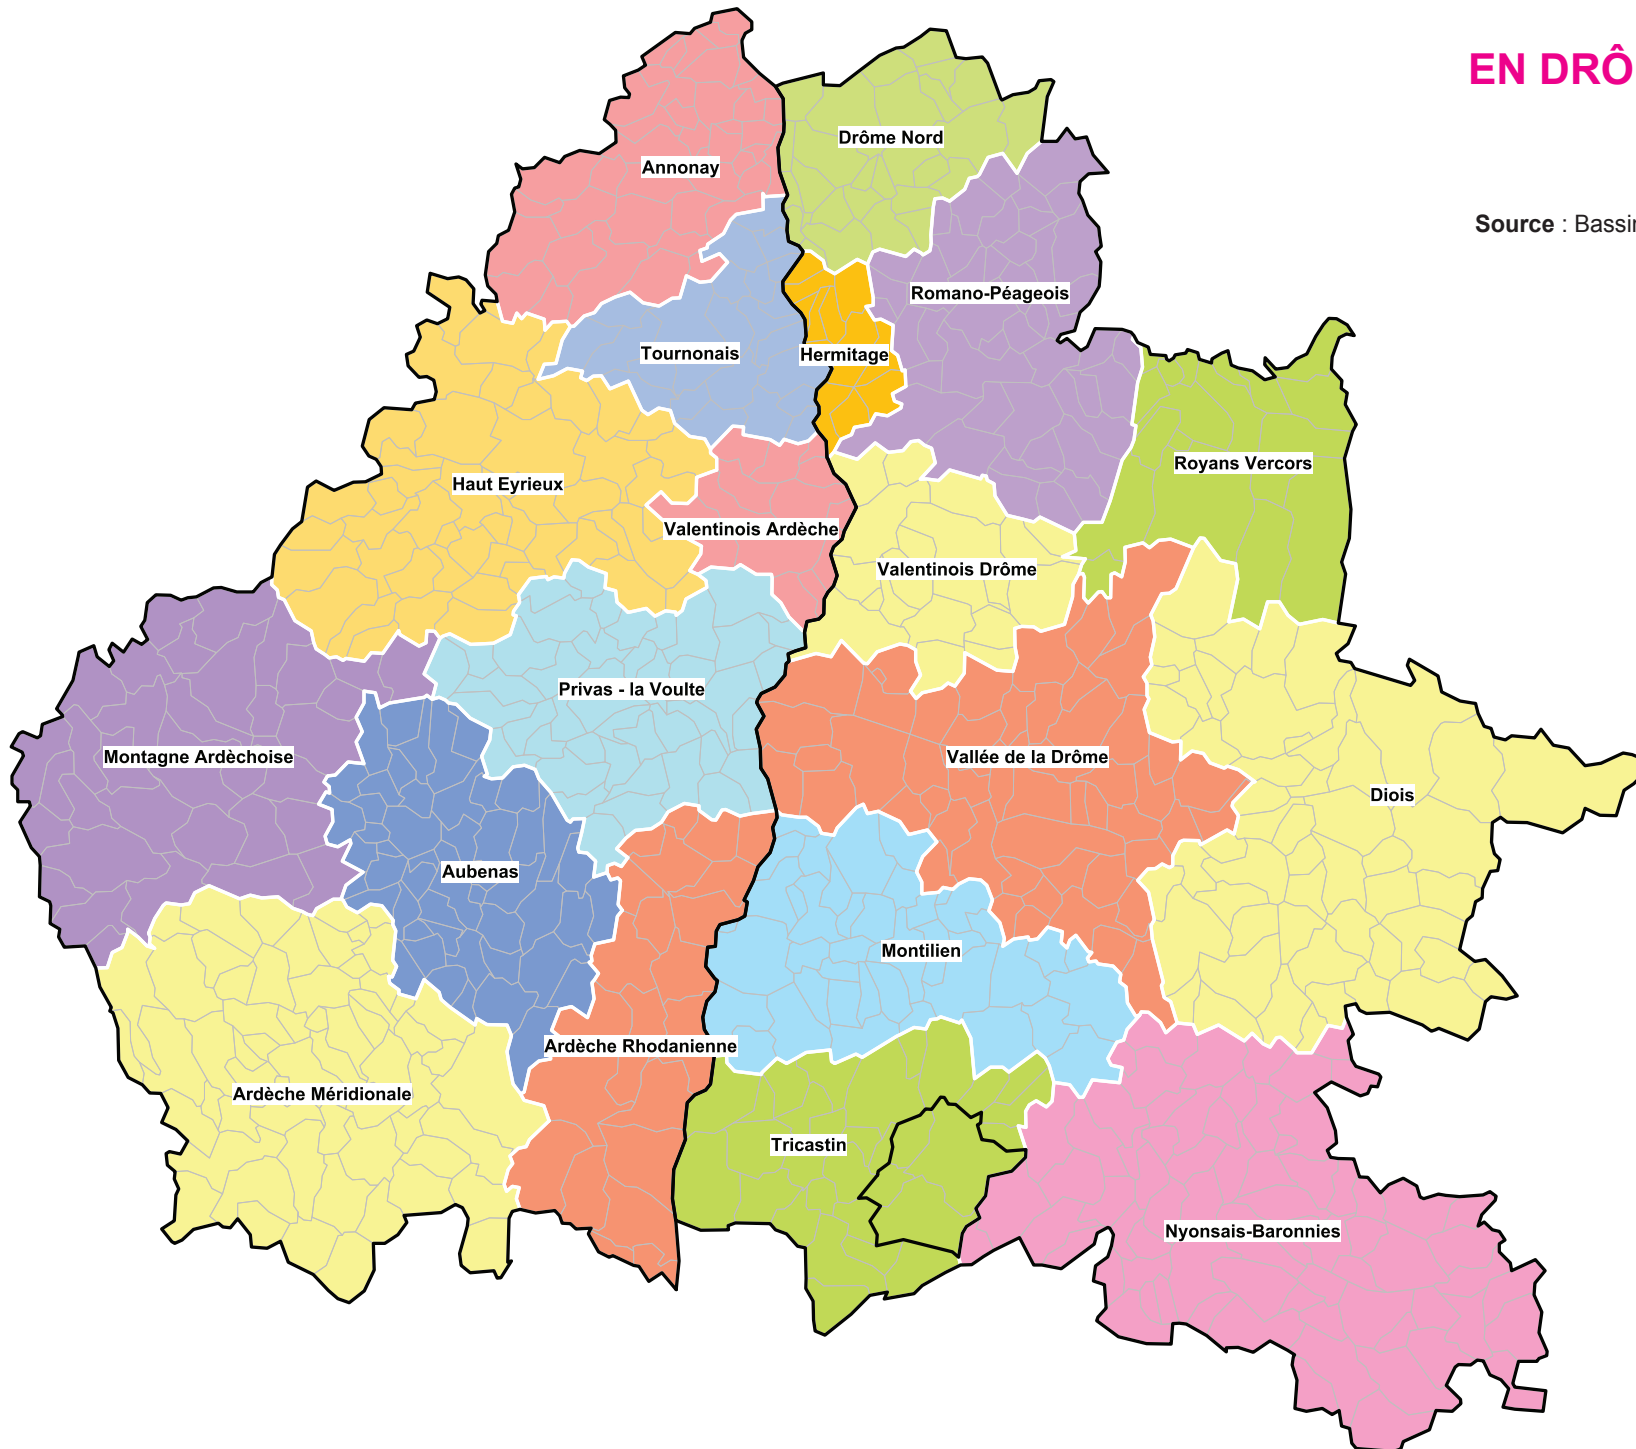 EN DRÔ
Drôme Nord
Annonay
Source : Bassin
Romano-Péageois
Tournonais
Hermitage
Royans Vercors
Haut Eyrieux
Valentinois Ardèche
Valentinois Drôme
Privas - la Voulte
Montagne Ardèchoise
Vallée de la Drôme
Diois
Aubenas
Montilien
Ardèche Rhodanienne
Ardèche Méridionale
Tricastin
Nyonsais-Baronnies